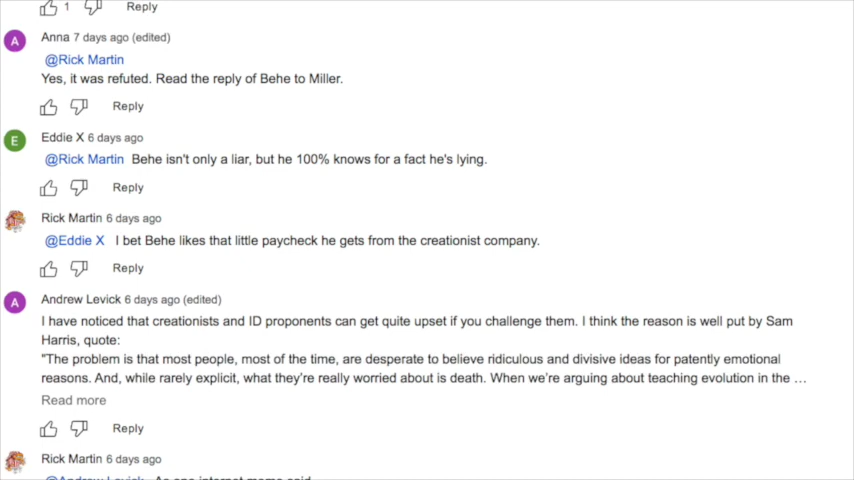 1 Reply
A Anna 7 days ago (edited)
@Rick Martin
Yes, it was refuted. Read the reply of Behe to Miller.
Reply
E Eddie X 6 days ago
@Rick Martin Behe isn't only a liar, but he 100% knows for a fact he's lying.
Reply
Rick Martin 6 days ago
@Eddie X I bet Behe likes that little paycheck he gets from the creationist company.
Reply
A Andrew Levick 6 days ago (edited)
I have noticed that creationists and ID proponents can get quite upset if you challenge them. I think the reason is well put by Sam
Harris, quote:
"The problem is that most people, most of the time, are desperate to believe ridiculous and divisive ideas for patently emotional
reasons. And, while rarely explicit, what they're really worried about is death. When we're arguing about teaching evolution in the …
Read more
Reply
Rick Martin 6 days ago
@Andrew Levick As one internet meme said